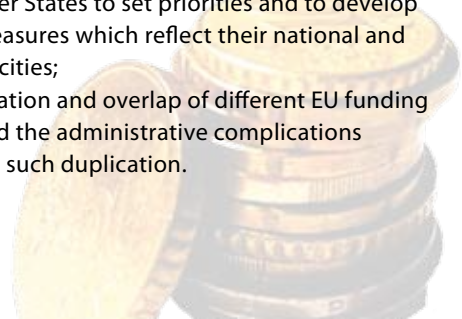 er States to set priorities and to develop
easures which reflect their national and
cities;
ation and overlap of different EU funding
d the administrative complications
such duplication.